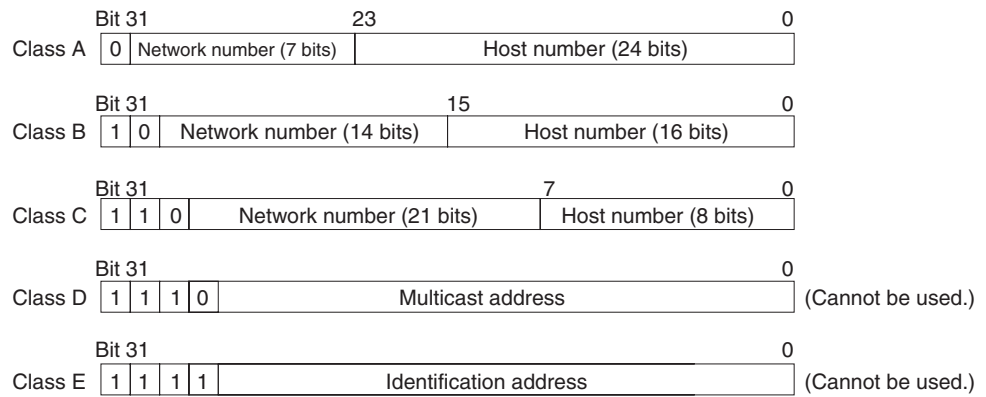 Bit 31 23 0
Class A 0 Network number (7 bits) Host number (24 bits)
Bit 31 15 0
Class B 1 0 Network number (14 bits) Host number (16 bits)
Bit 31 7 0
Class C 1 1 0 Network number (21 bits) Host number (8 bits)
Bit 31 0
Class D 1 1 1 0 Multicast address (Cannot be used.)
Bit 31 0
Class E 1 1 1 1 Identification address (Cannot be used.)